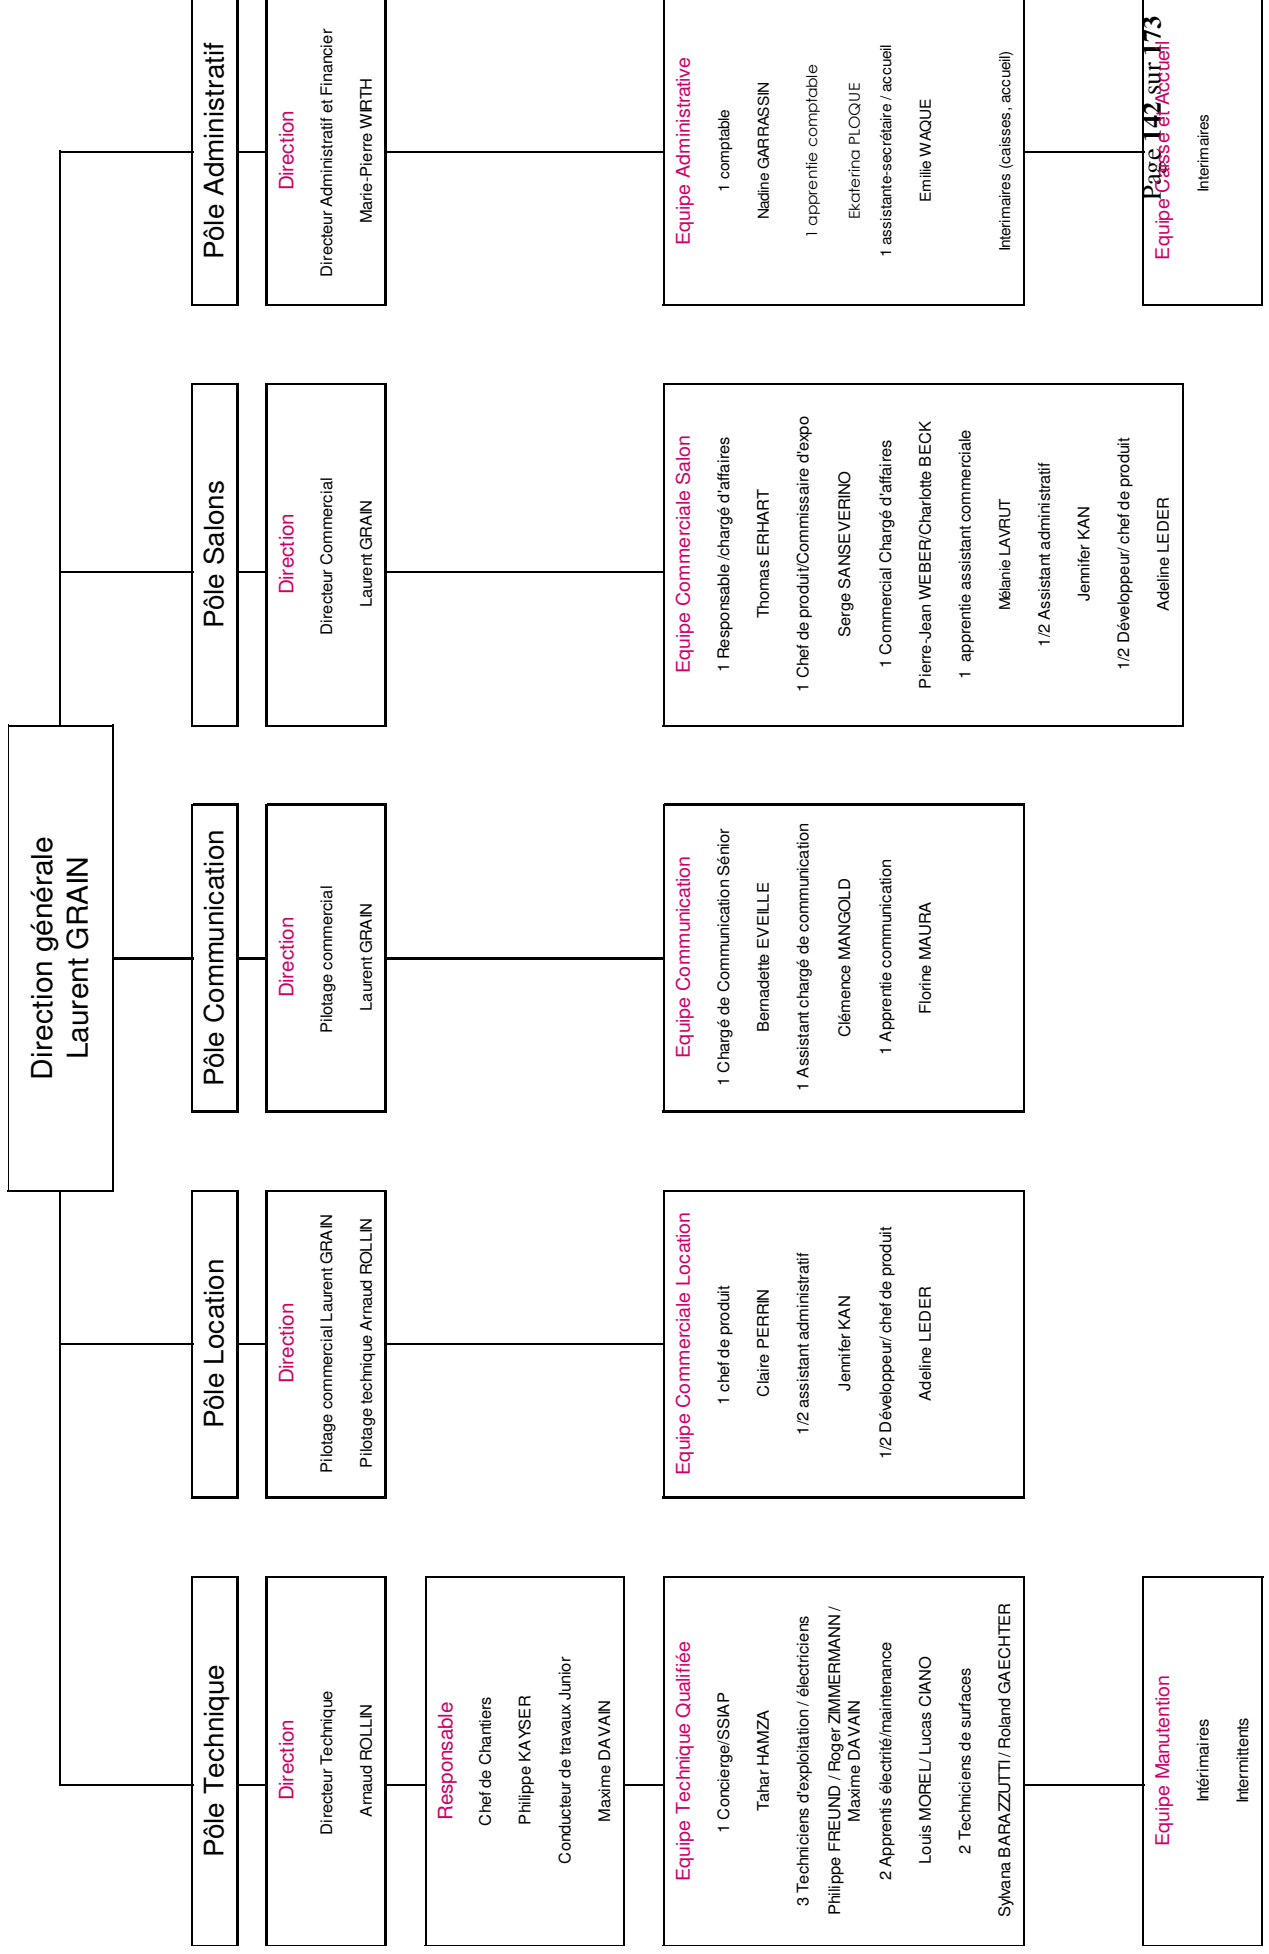 Direction générale
Laurent GRAIN
Pôle Technique
Direction
Directeur Technique
Arnaud ROLLIN
Responsable
Chef de Chantiers
Philippe KAYSER
Conducteur de travaux Junior
Maxime DAVAIN
Equipe Technique Qualifiée
1 Concierge/SSIAP
Tahar HAMZA
3 Techniciens d'exploitation / électriciens
Philippe FREUND / Roger ZIMMERMANN /
Maxime DAVAIN
2 Apprentis électrité/maintenance
Louis MOREL / Lucas CIANO
2 Techniciens de surfaces
Sylvana BARAZZUTTI / Roland GAECHTER
Equipe Manutention
Intérimaires
Intermittents
Pôle Location
Direction
Pilotage commercial Laurent GRAIN
Pilotage technique Arnaud ROLLIN
Equipe Commerciale Location
1 chef de produit
Claire PERRIN
1/2 assistant administratif
Jennifer KAN
1/2 Développeur/ chef de produit
Adeline LEDER
Pôle Communication
Direction
Pilotage commercial
Laurent GRAIN
Equipe Communication
1 Chargé de Communication Sénior
Bernadette EVEILLE
1 Assistant chargé de communication
Clémence MANGOLD
1 Apprentie communication
Florine MAURA
Pôle Salons
Direction
Directeur Commercial
Laurent GRAIN
Equipe Commerciale Salon
1 Responsable /chargé d'affaires
Thomas ERHART
1 Chef de produit/Commissaire d'expo
Serge SANSEVERINO
1 Commercial Chargé d'affaires
Pierre-Jean WEBER/Charlotte BECK
1 apprentie assistant commerciale
Mélanie LAVRUT
1/2 Assistant administratif
Jennifer KAN
1/2 Développeur/ chef de produit
Adeline LEDER
Pôle Administratif
Direction
Directeur Administratif et Financier
Marie-Pierre WIRTH
Equipe Administrative
1 comptable
Nadine GARRASSIN
1 apprentie comptable
Ekaterina PLOQUE
1 assistante-secrétaire / accueil
Emilie WAQUE
Interimaires (caisses, accueil)
Page 142 sur 173
Equipe Caisse et Accueil
Interimaires